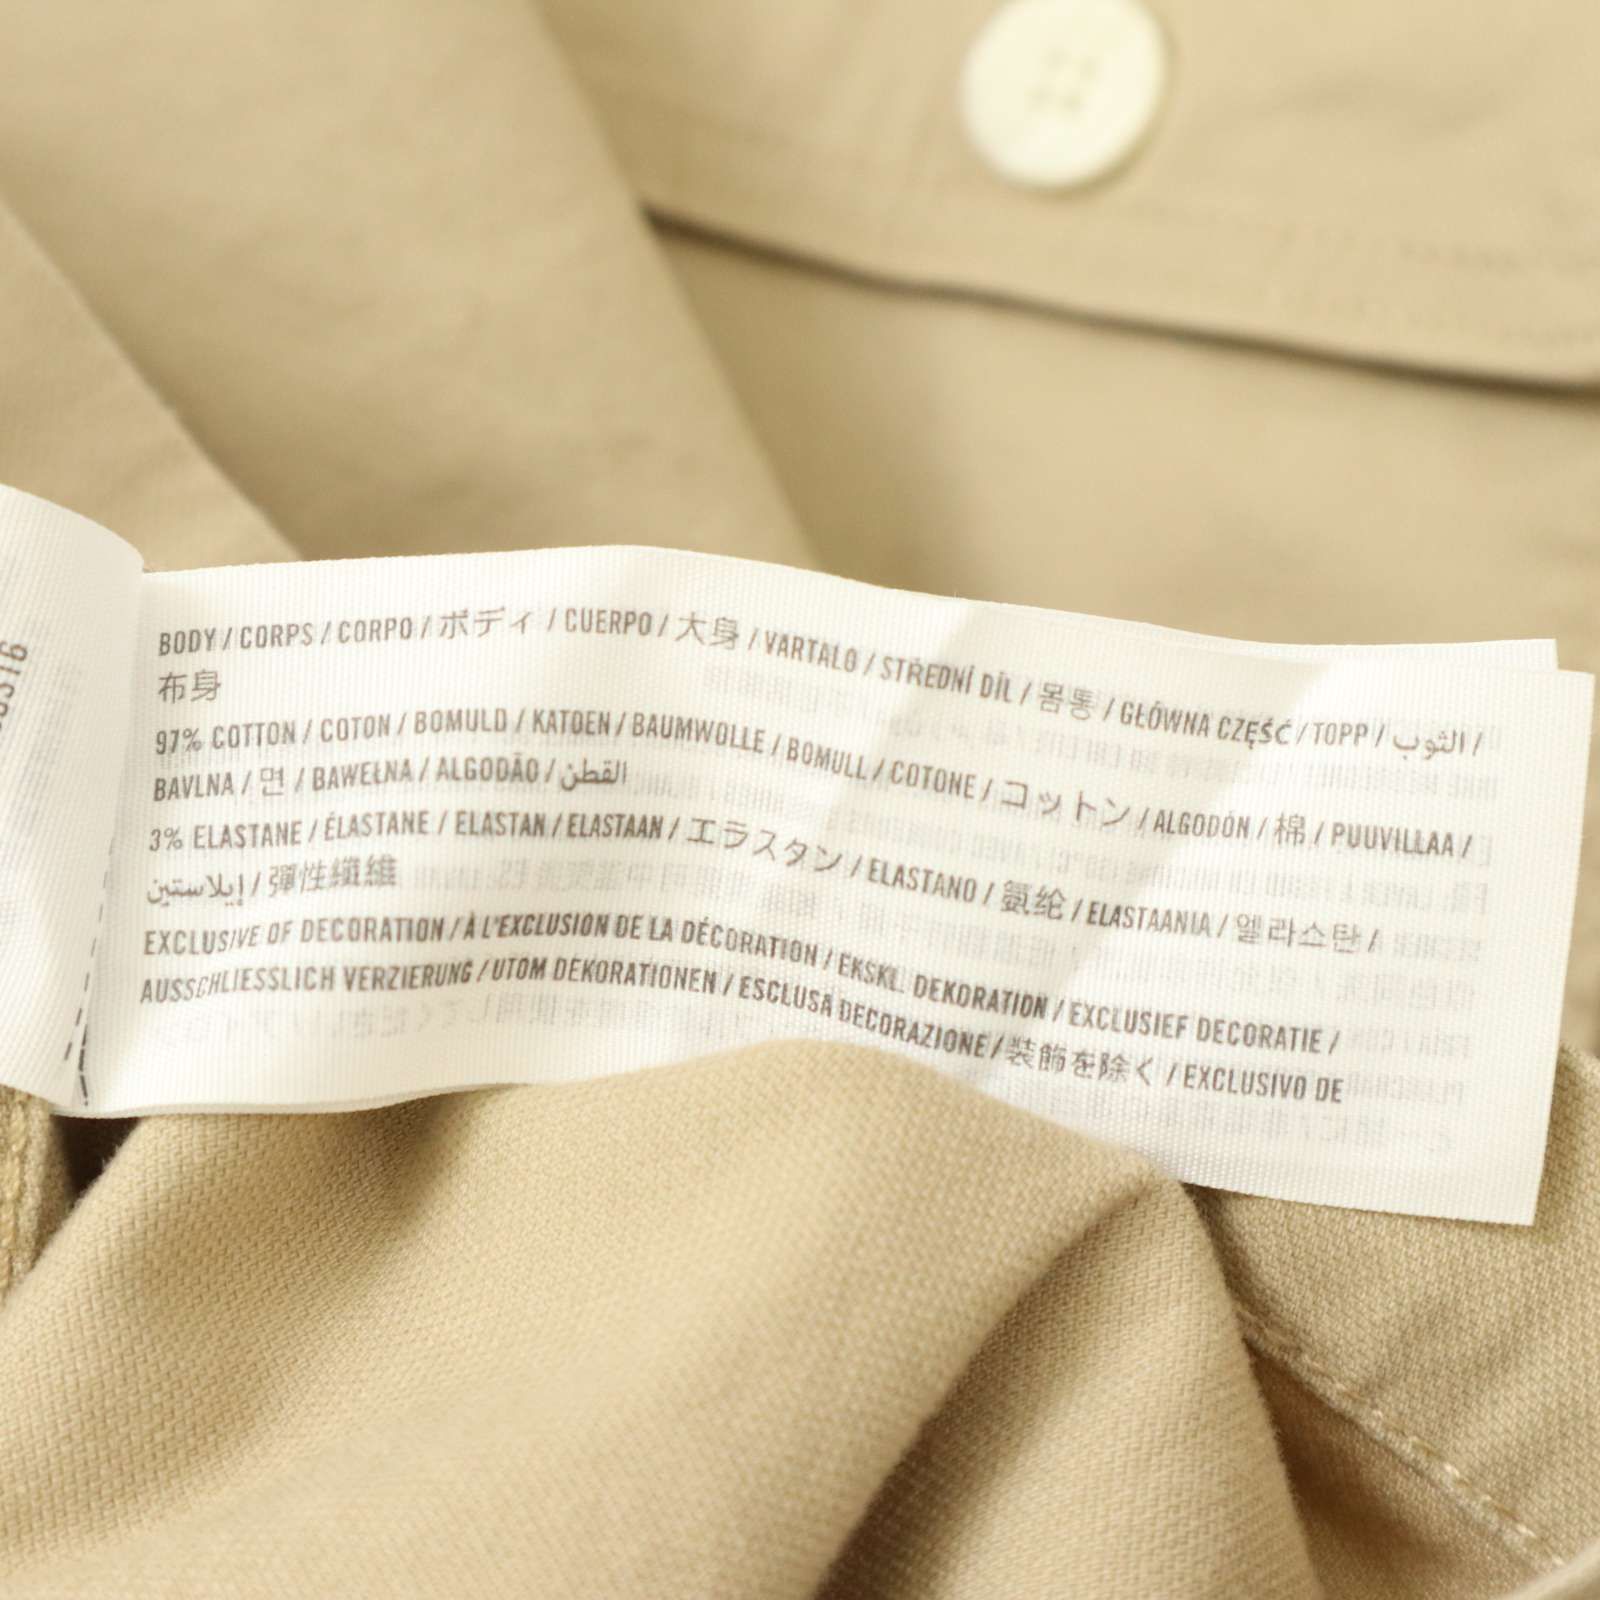 BODY / CORPS / CORPO / ボディ / CUERPO / 大身 / VARTALO / STŘEDNÍ DÍL / 몸통 / GŁÓWNA CZĘŚĆ / TOPP / الثوب /
布身
97% COTTON / COTON / BOMULD / KATOEN / BAUMWOLLE / BOMULL / COTONE / コットン / ALGODÓN / 棉 / PUUVILLAA /
BAVLNA / 면 / BAWEŁNA / ALGODÃO / القطن
3% ELASTANE / ÉLASTANE / ELASTAN / ELASTAAN / エラスタン / ELASTANO / 氨纶 / ELASTAANIA / 엘라스탄 /
إيلاستين / 彈性纖維
EXCLUSIVE OF DECORATION / À L'EXCLUSION DE LA DÉCORATION / EKSKL. DEKORATION / EXCLUSIEF DECORATIE /
AUSSCHLIESSLICH VERZIERUNG / UTOM DEKORATIONEN / ESCLUSA DECORAZIONE / 装飾を除く / EXCLUSIVO DE